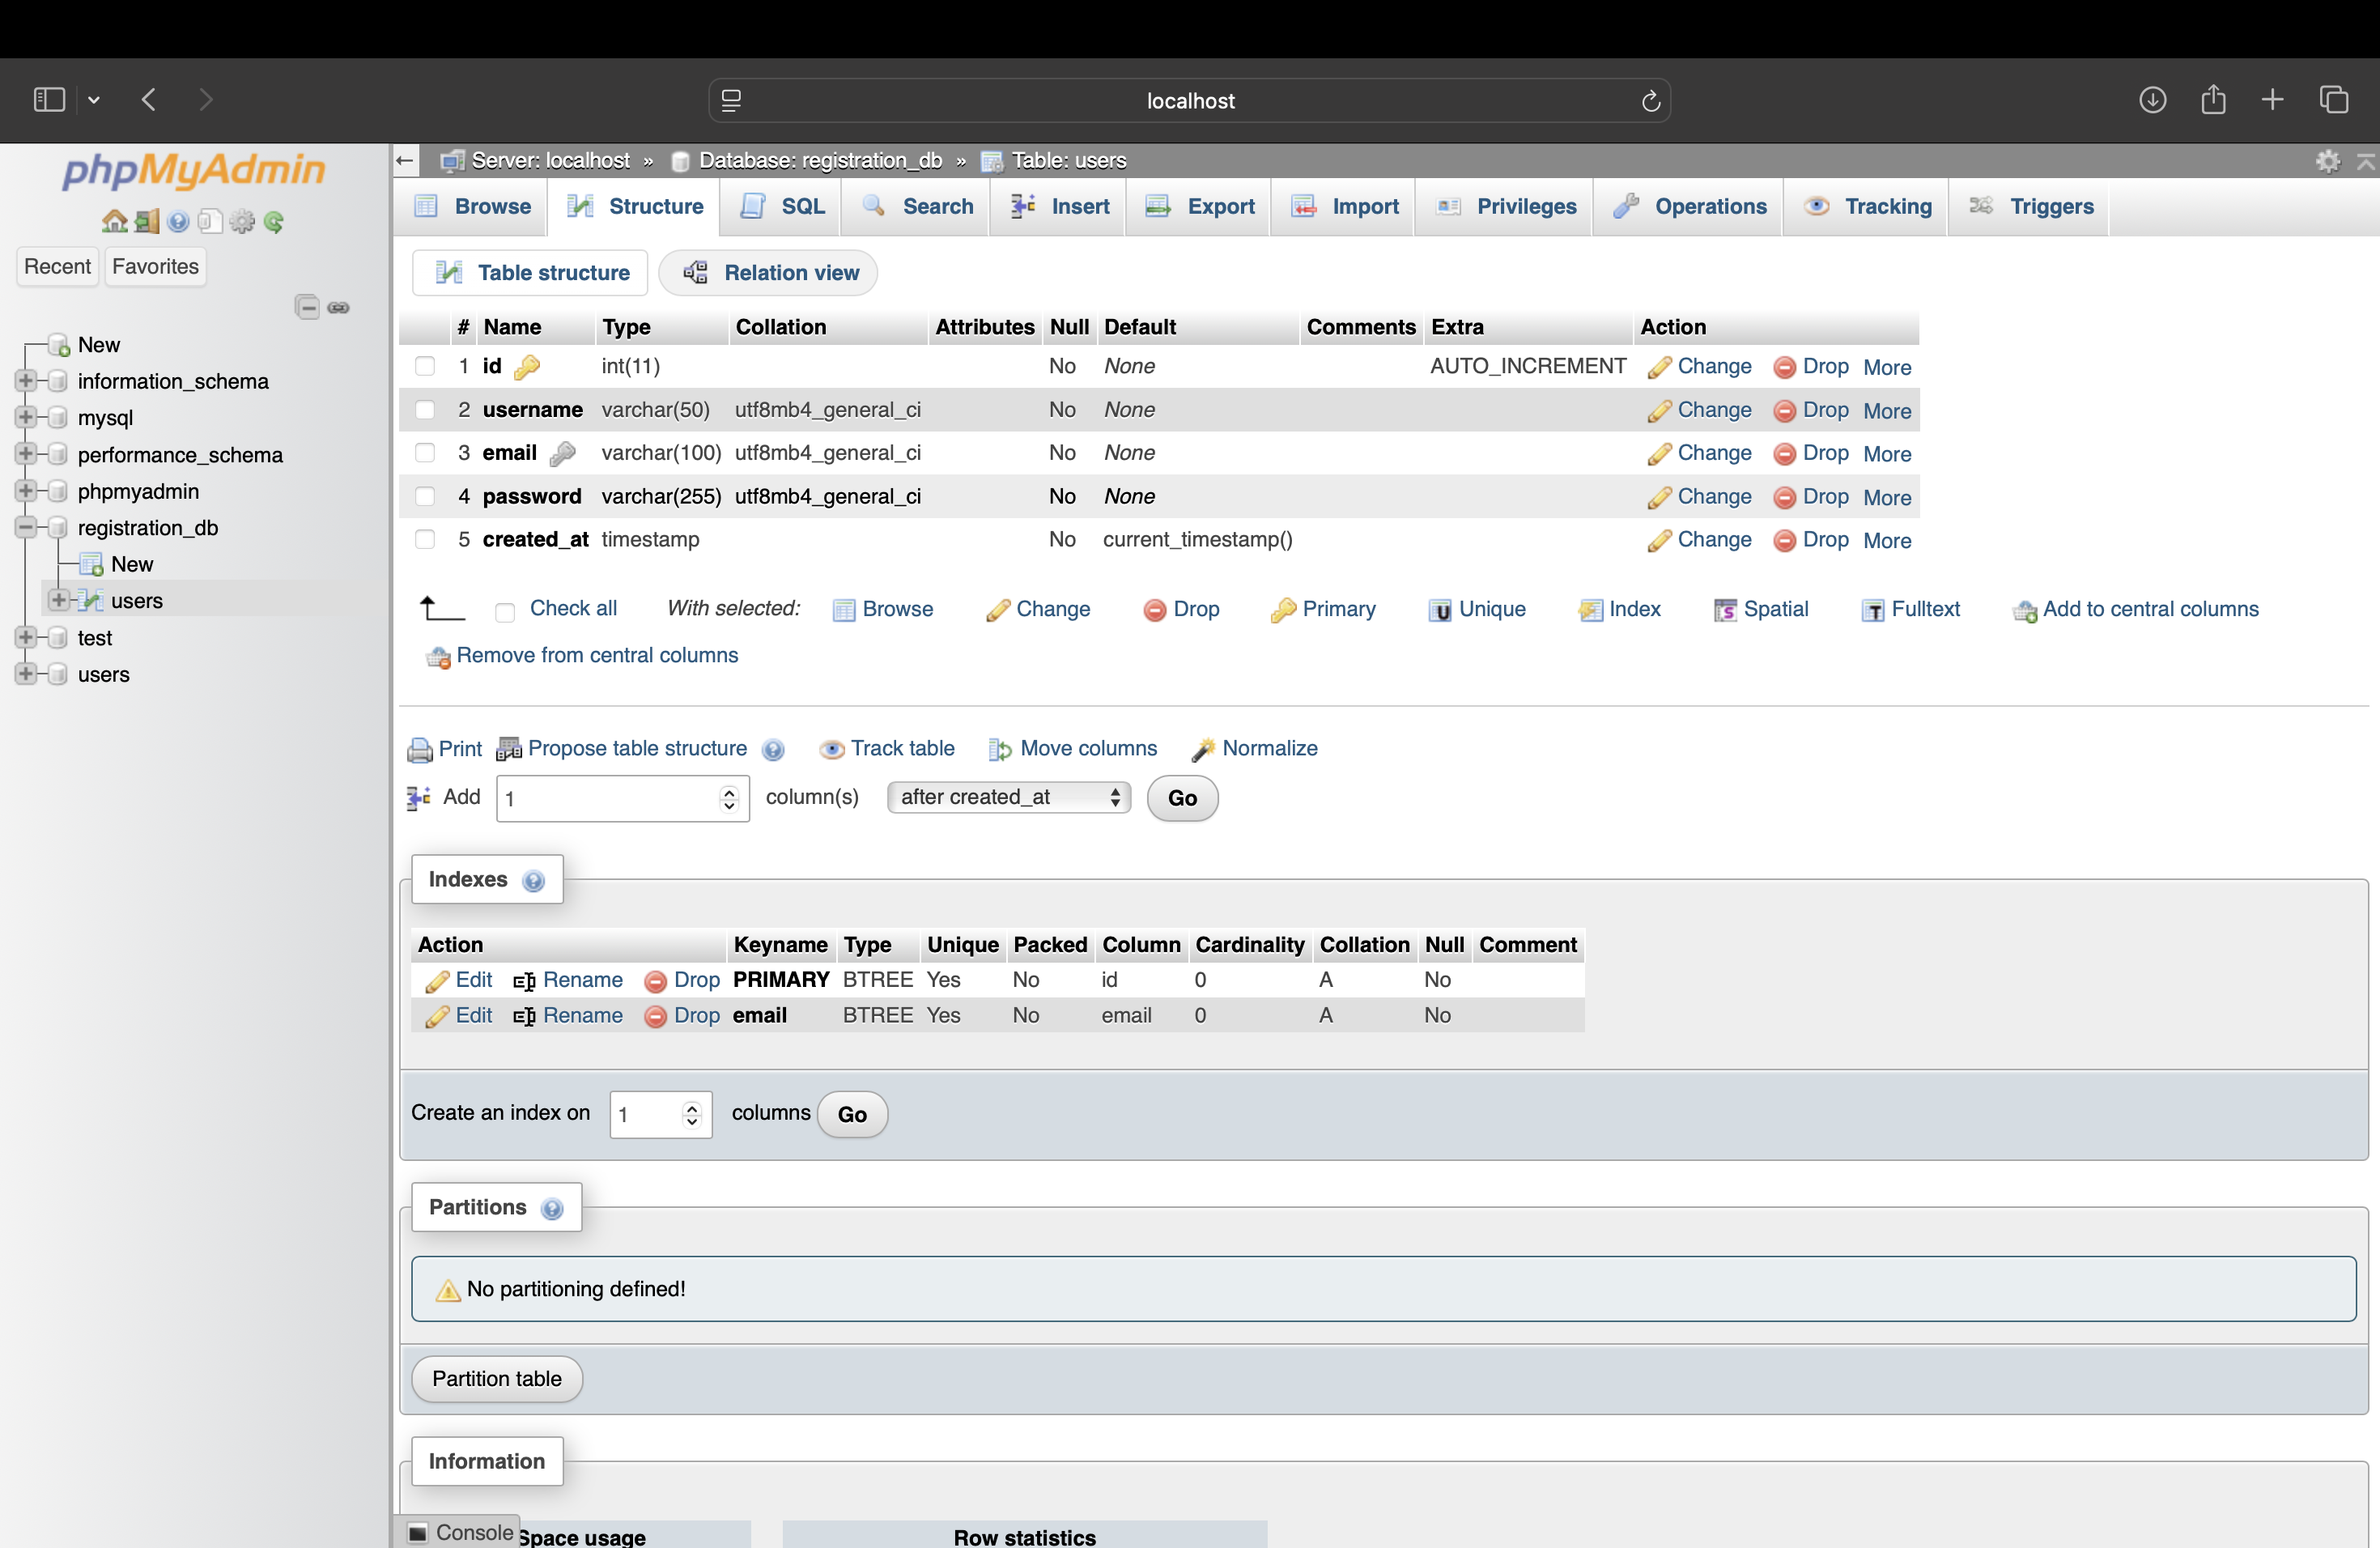 localhost
phpMyAdmin
Recent Favorites
New
information_schema
mysql
performance_schema
phpmyadmin
registration_db
New
users
test
users
Server: localhost » Database: registration_db » Table: users
Browse Structure SQL Search Insert Export Import Privileges Operations Tracking Triggers
Table structure Relation view
# Name Type Collation Attributes Null Default Comments Extra Action
1 id int(11) No None AUTO_INCREMENT Change Drop More
2 username varchar(50) utf8mb4_general_ci No None Change Drop More
3 email varchar(100) utf8mb4_general_ci No None Change Drop More
4 password varchar(255) utf8mb4_general_ci No None Change Drop More
5 created_at timestamp No current_timestamp() Change Drop More
Check all With selected: Browse Change Drop Primary Unique Index Spatial Fulltext Add to central columns
Remove from central columns
Print Propose table structure Track table Move columns Normalize
Add 1 column(s) after created_at Go
Indexes
Action Keyname Type Unique Packed Column Cardinality Collation Null Comment
Edit Rename Drop PRIMARY BTREE Yes No id 0 A No
Edit Rename Drop email BTREE Yes No email 0 A No
Create an index on 1 columns Go
Partitions
No partitioning defined!
Partition table
Information
Console Space usage Row statistics